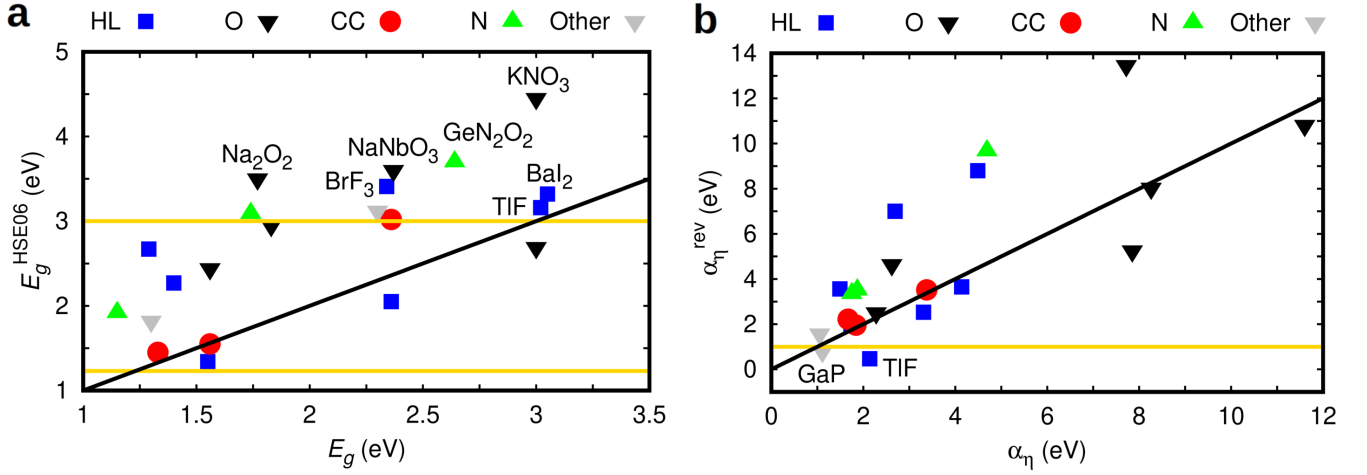 a
HL O CC N Other
5
4
3
2
1
1 1.5 2 2.5 3 3.5
E_g^HSE06 (eV)
E_g (eV)
KNO₃
GeN₂O₂
NaNbO₃
Na₂O₂
BrF₃
BaI₂
TlF
b
HL O CC N Other
14
12
10
8
6
4
2
0
0 2 4 6 8 10 12
α_η^rev (eV)
α_η (eV)
GaP
TlF